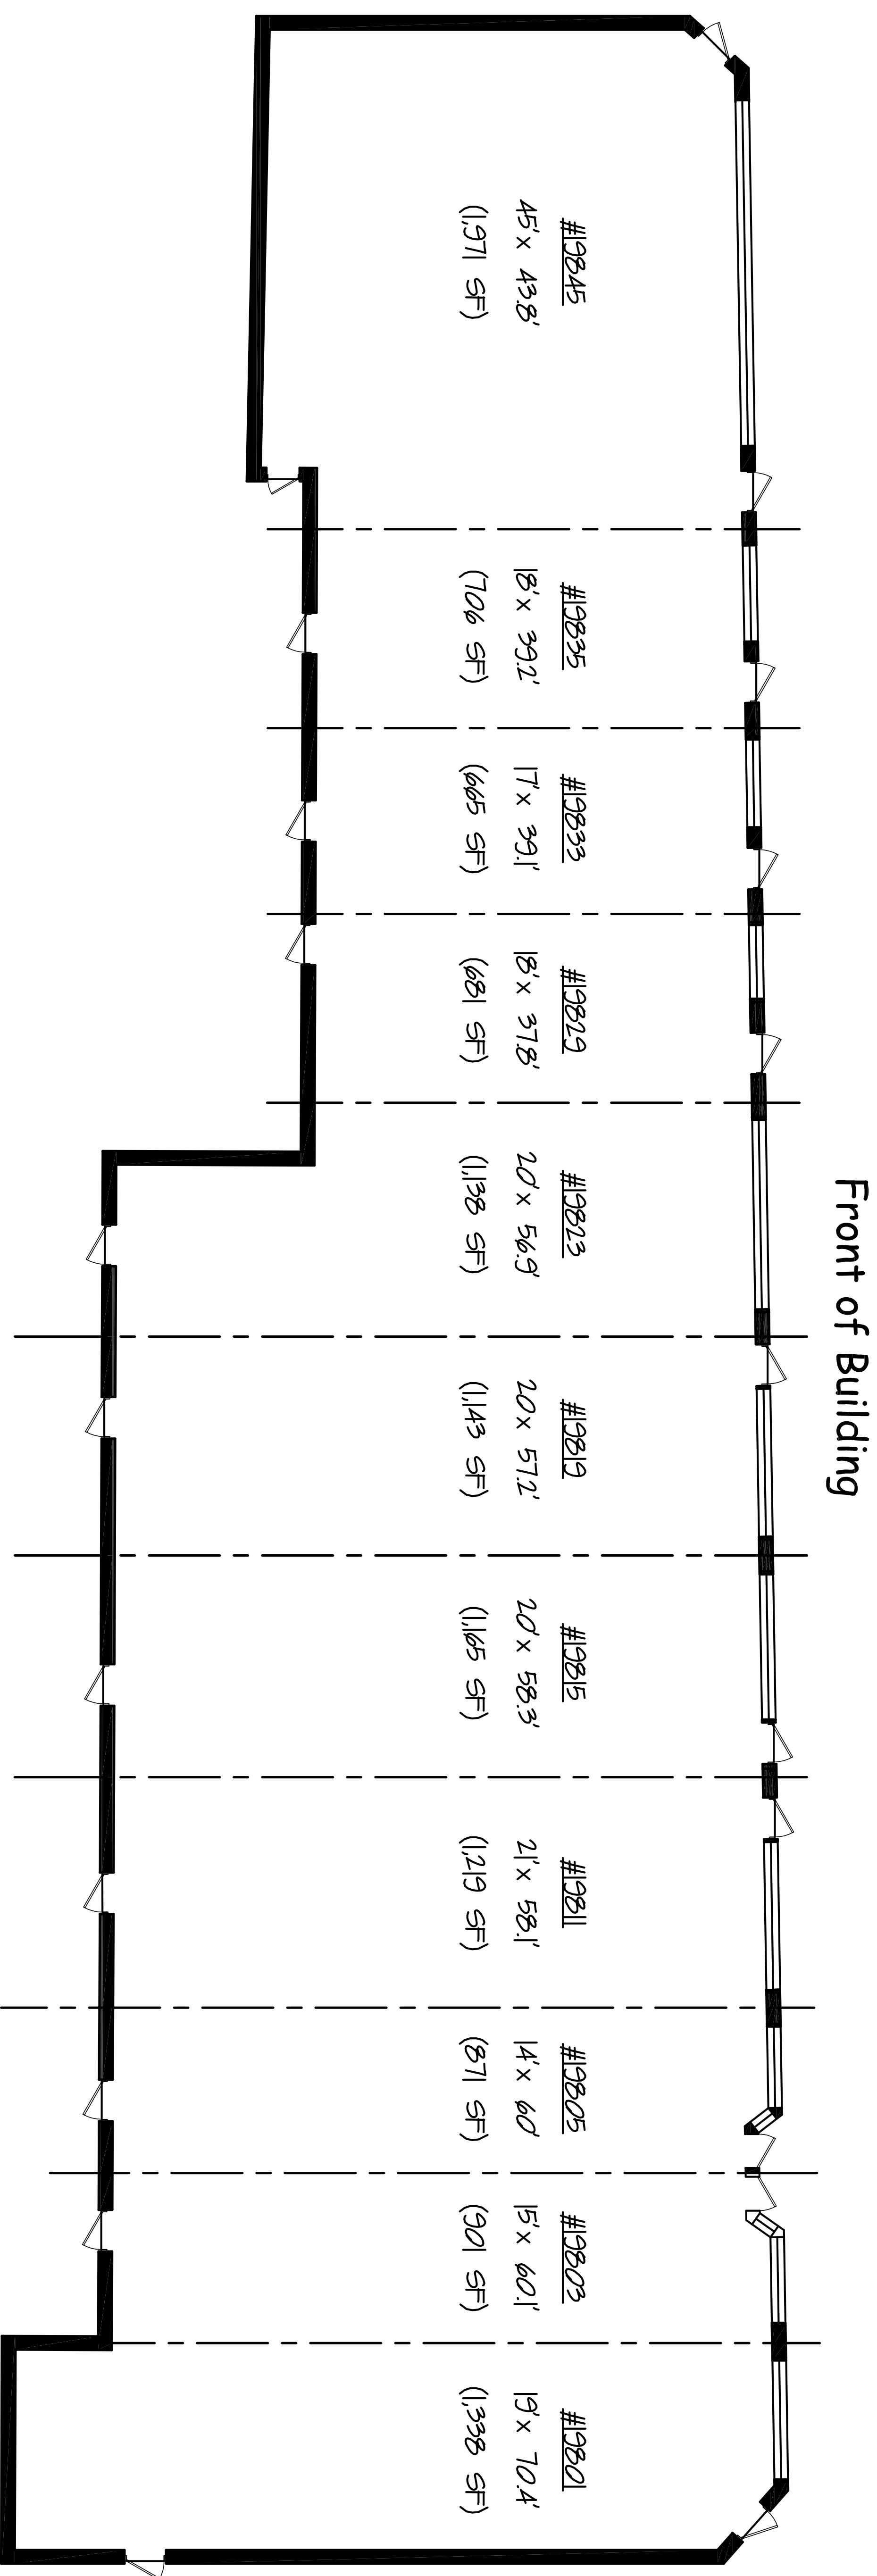 Front of Building
#19845
45' x 43.8'
(1,971 SF)
#19835
18' x 39.2'
(706 SF)
#19833
17' x 39.1'
(665 SF)
#19829
18' x 37.8'
(681 SF)
#19823
20' x 56.9'
(1,138 SF)
#19819
20' x 57.2'
(1,143 SF)
#19815
20' x 58.3'
(1,165 SF)
#19811
21' x 58.1'
(1,219 SF)
#19805
14' x 60'
(871 SF)
#19803
15' x 60.1'
(901 SF)
#19801
19' x 70.4'
(1,338 SF)